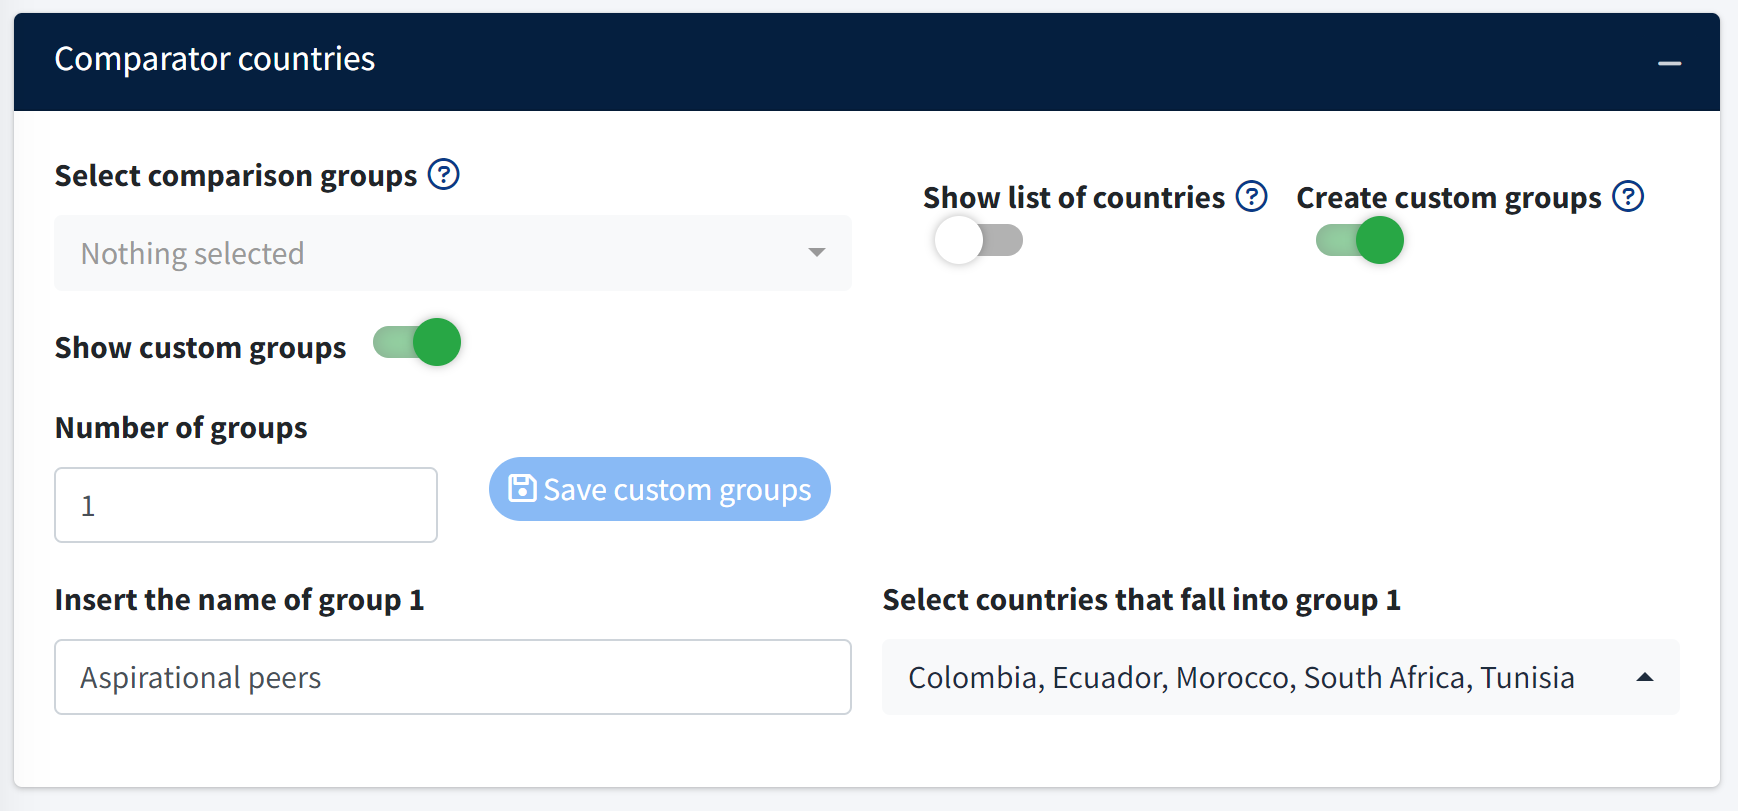 Comparator countries
Select comparison groups ?
Show list of countries ?
Create custom groups ?
Nothing selected
Show custom groups
Number of groups
1
Save custom groups
Insert the name of group 1
Select countries that fall into group 1
Aspirational peers
Colombia, Ecuador, Morocco, South Africa, Tunisia